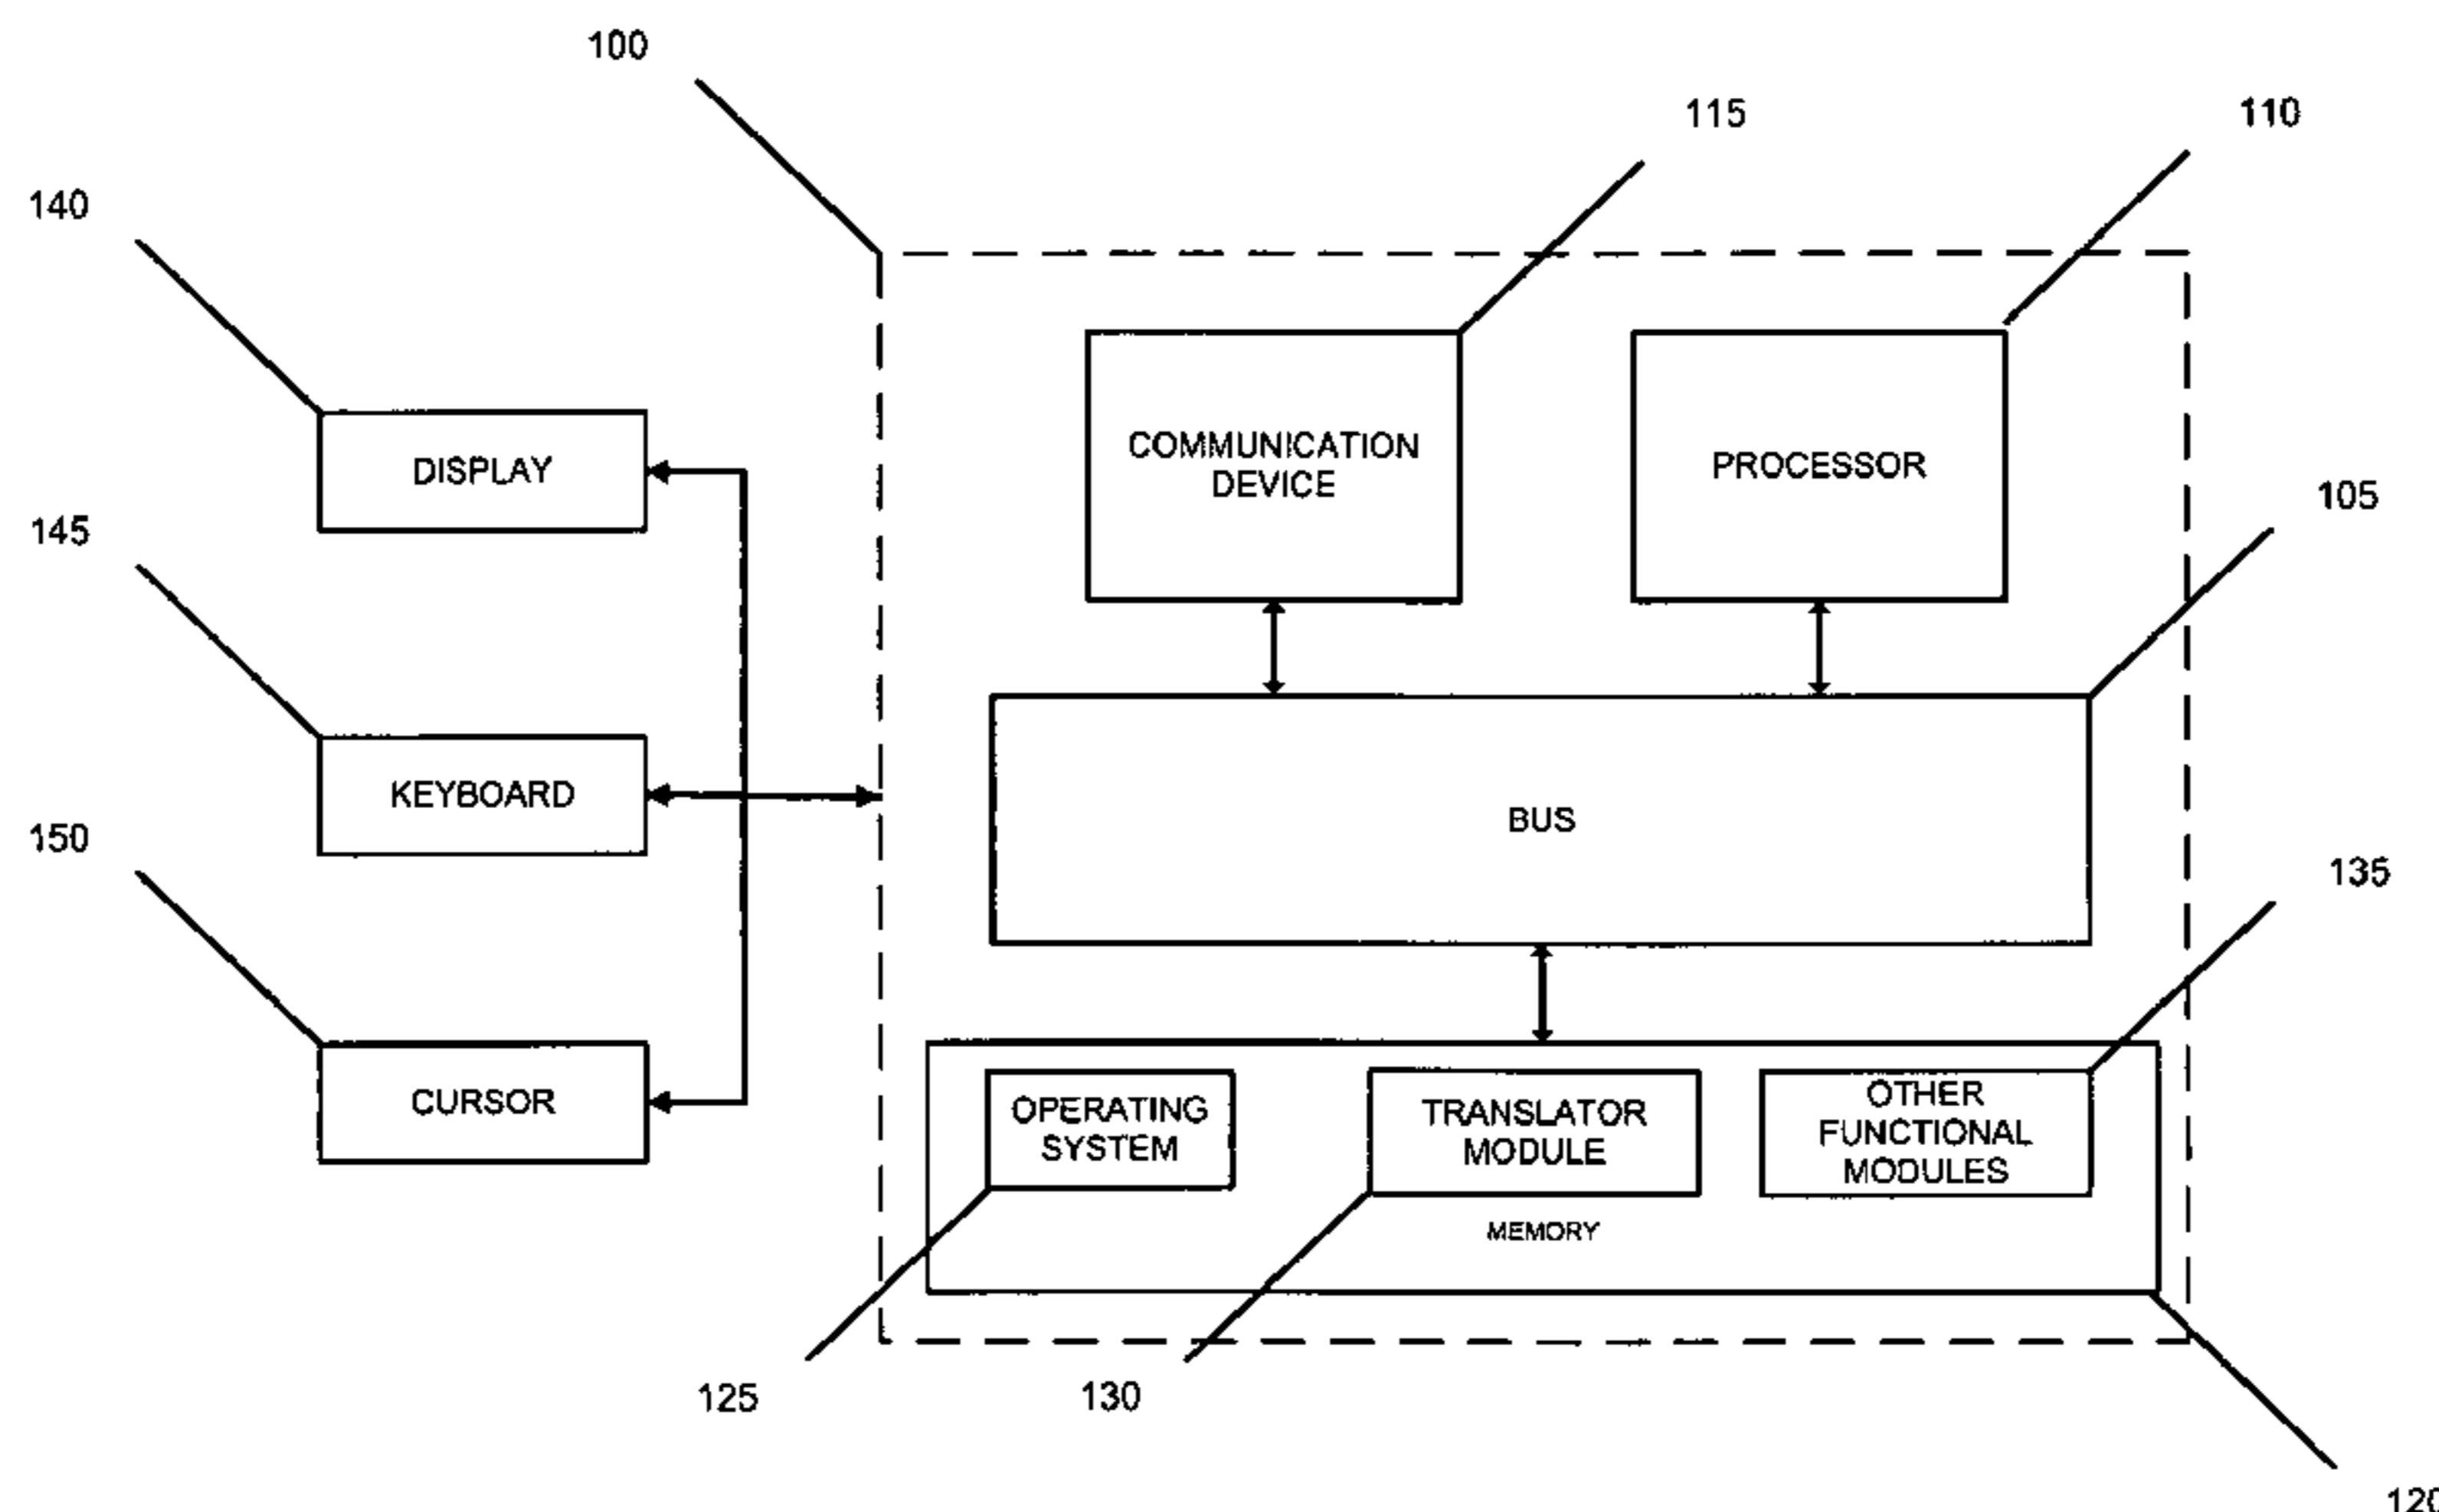 100
115
110
140
COMMUNICATION
DEVICE
PROCESSOR
DISPLAY
105
145
KEYBOARD
BUS
150
135
CURSOR
OPERATING
SYSTEM
TRANSLATOR
MODULE
OTHER
FUNCTIONAL
MODULES
MEMORY
125
130
120